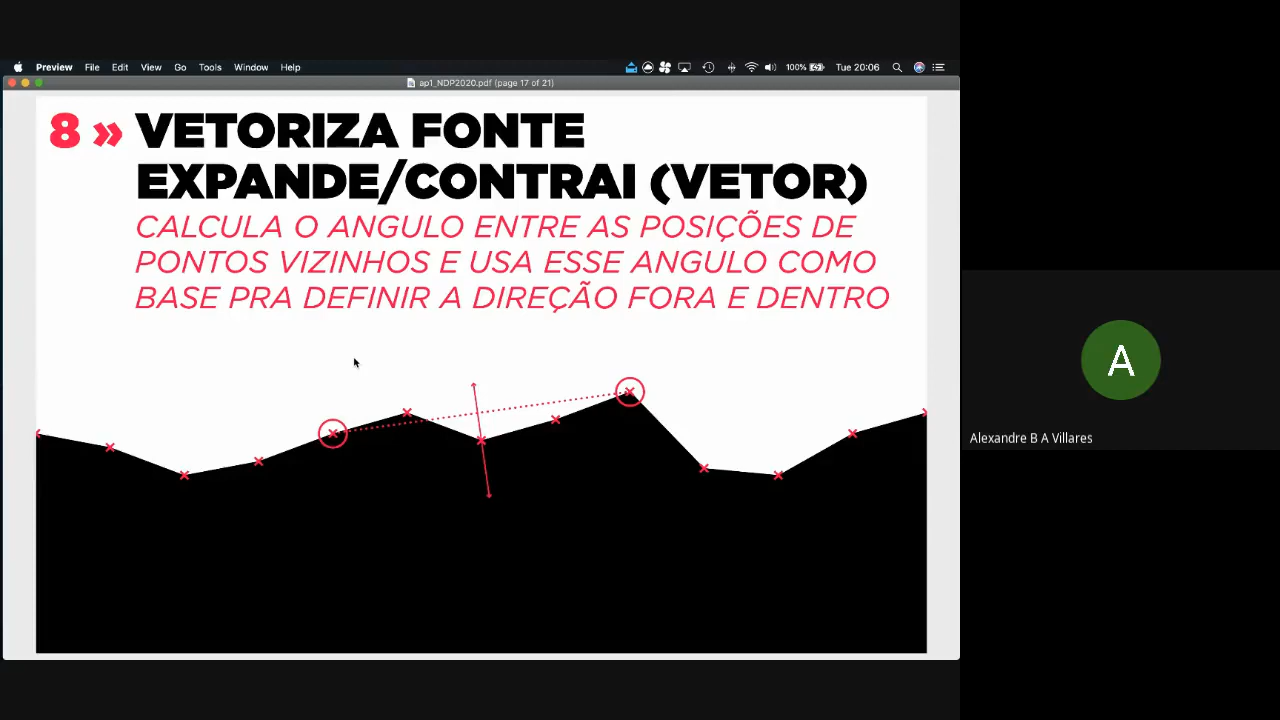 Preview File Edit View Go Tools Window Help 100% Tue 20:06
ap1_NDP2020.pdf (page 17 of 21)
8 » VETORIZA FONTE
EXPANDE/CONTRAI (VETOR)
CALCULA O ANGULO ENTRE AS POSIÇÕES DE
PONTOS VIZINHOS E USA ESSE ANGULO COMO
BASE PRA DEFINIR A DIREÇÃO FORA E DENTRO
A
Alexandre B A Villares